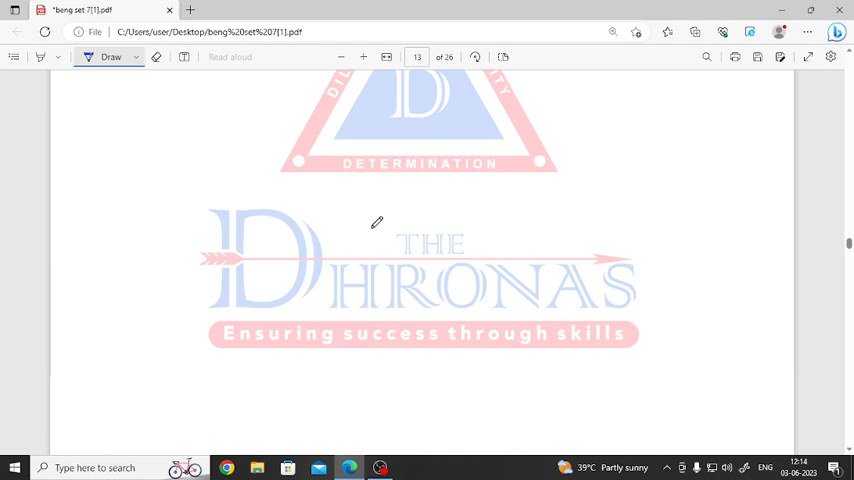 *beng set 7[1].pdf
File C:/Users/user/Desktop/beng%20set%207[1].pdf
Draw Read aloud 13 of 26
D
DETERMINATION
THE
DHRONAS
Ensuring success through skills
Type here to search
39°C Partly sunny
ENG
12:14
03-06-2023
1